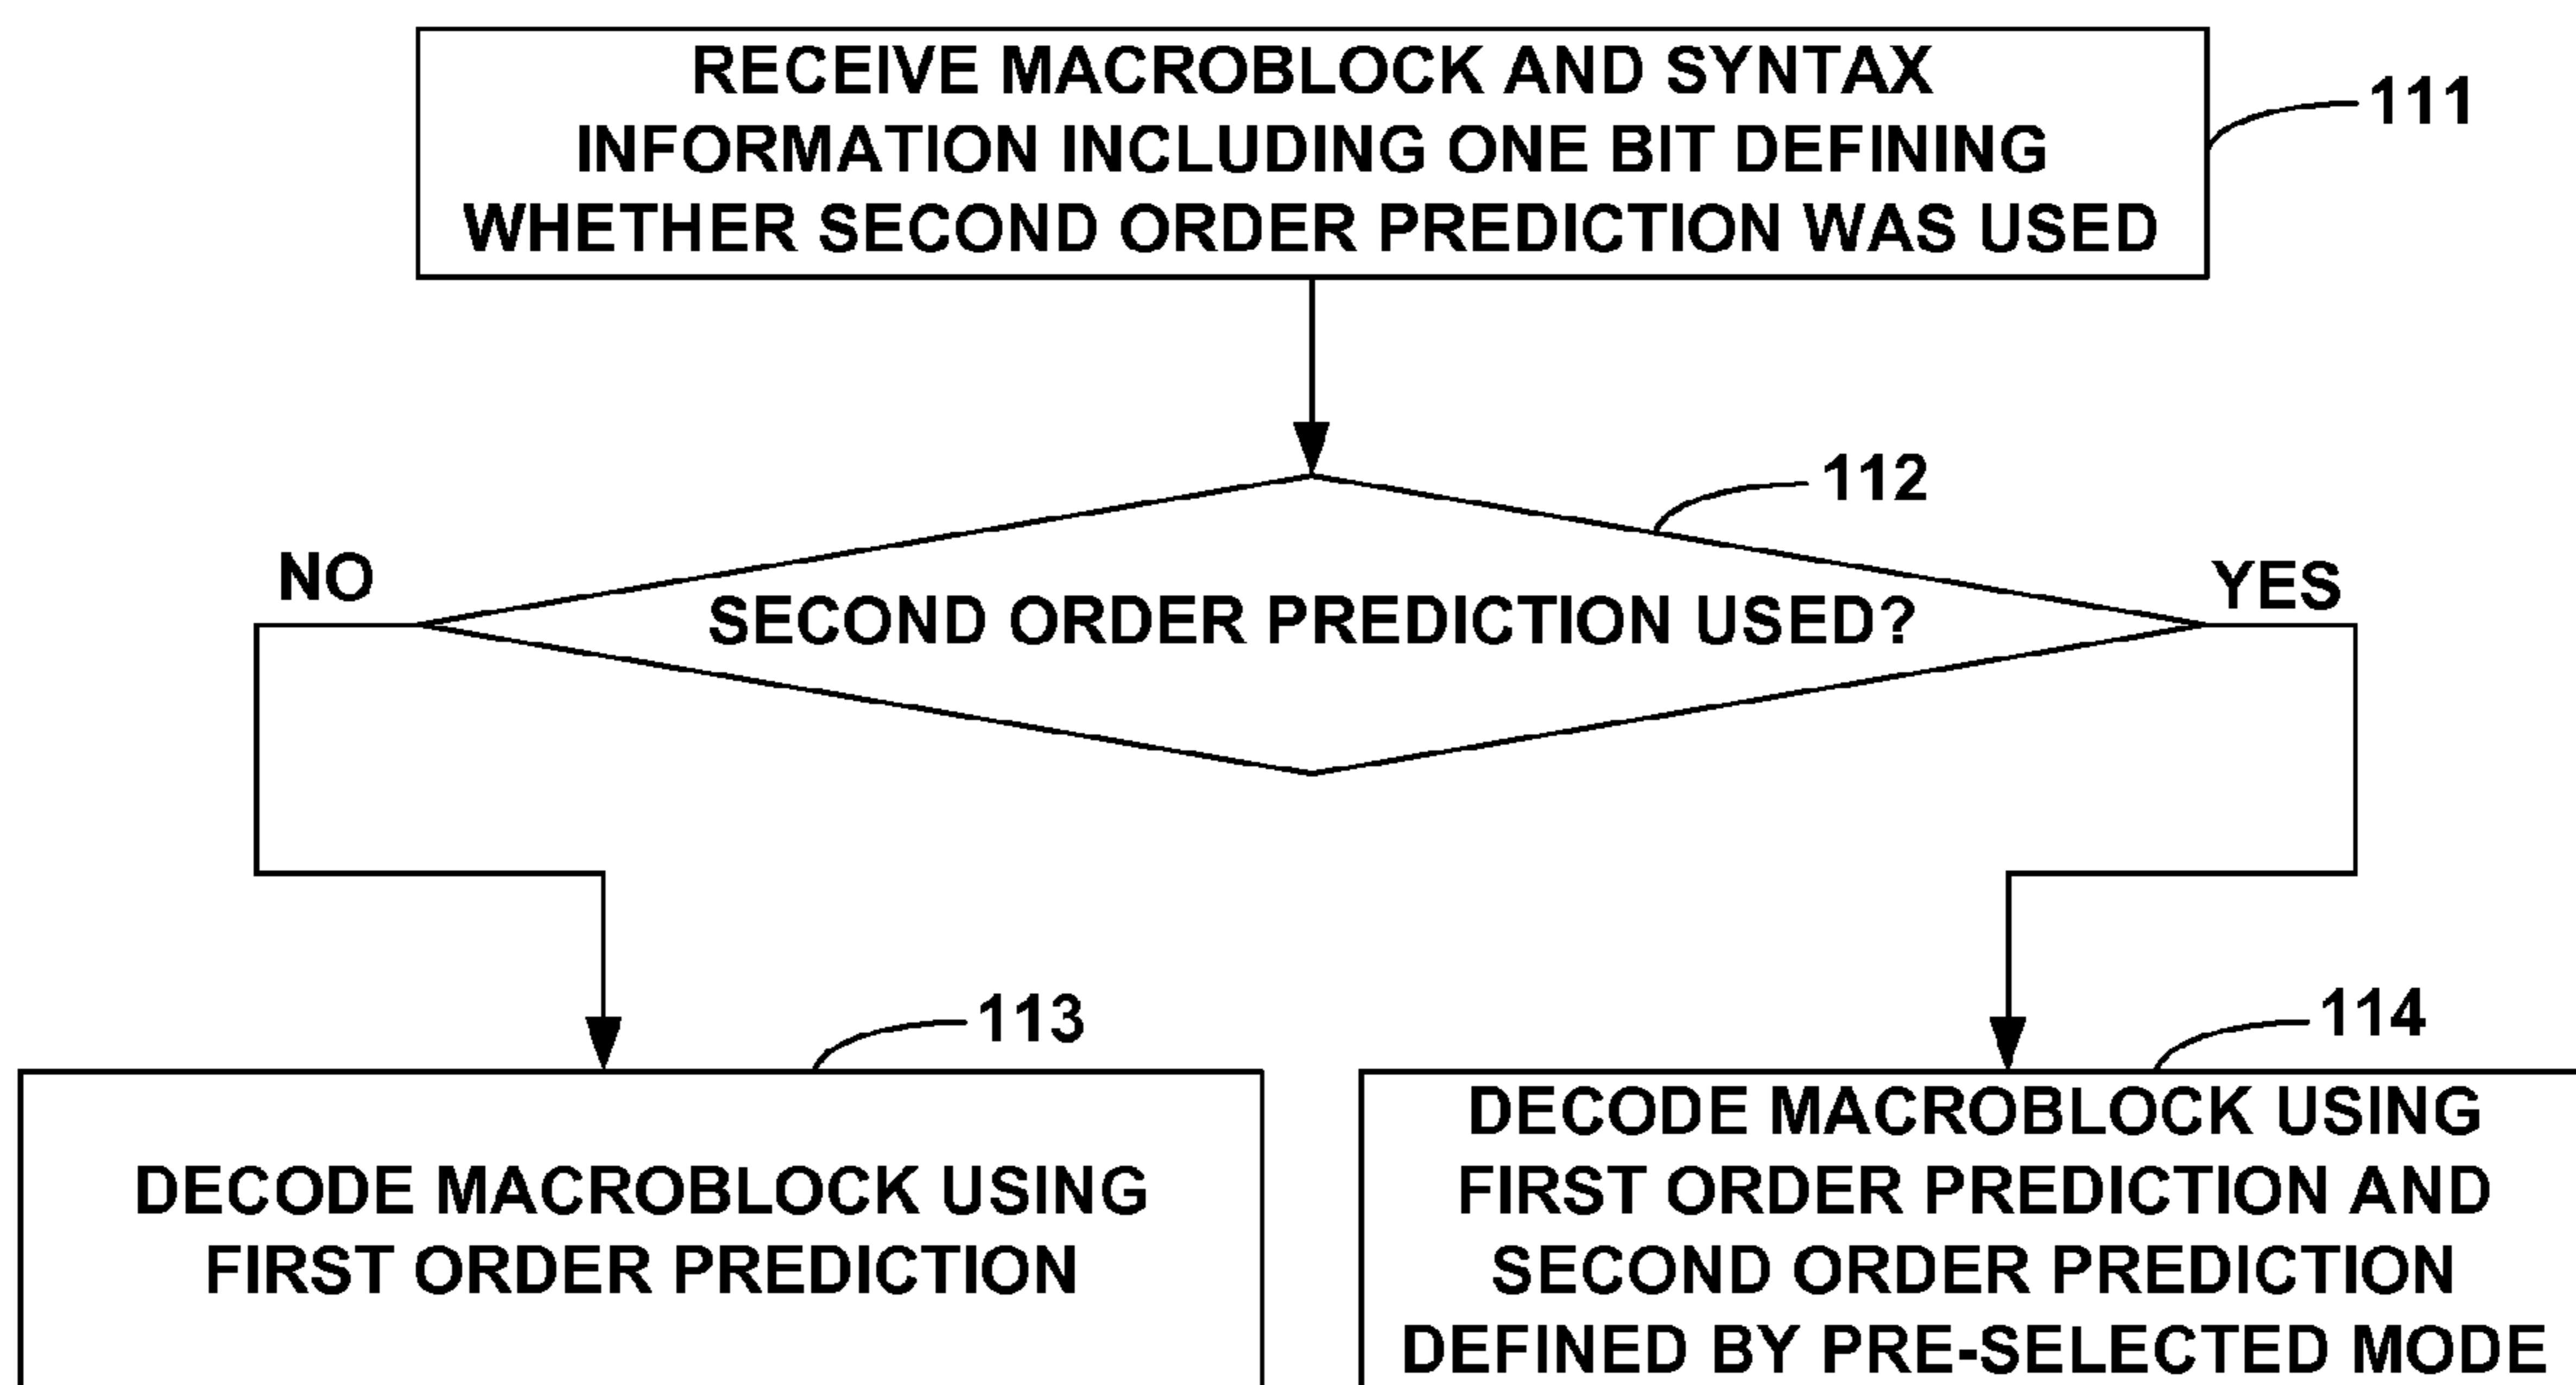 RECEIVE MACROBLOCK AND SYNTAX
INFORMATION INCLUDING ONE BIT DEFINING
WHETHER SECOND ORDER PREDICTION WAS USED
111
112
NO
SECOND ORDER PREDICTION USED?
YES
113
DECODE MACROBLOCK USING
FIRST ORDER PREDICTION
114
DECODE MACROBLOCK USING
FIRST ORDER PREDICTION AND
SECOND ORDER PREDICTION
DEFINED BY PRE-SELECTED MODE